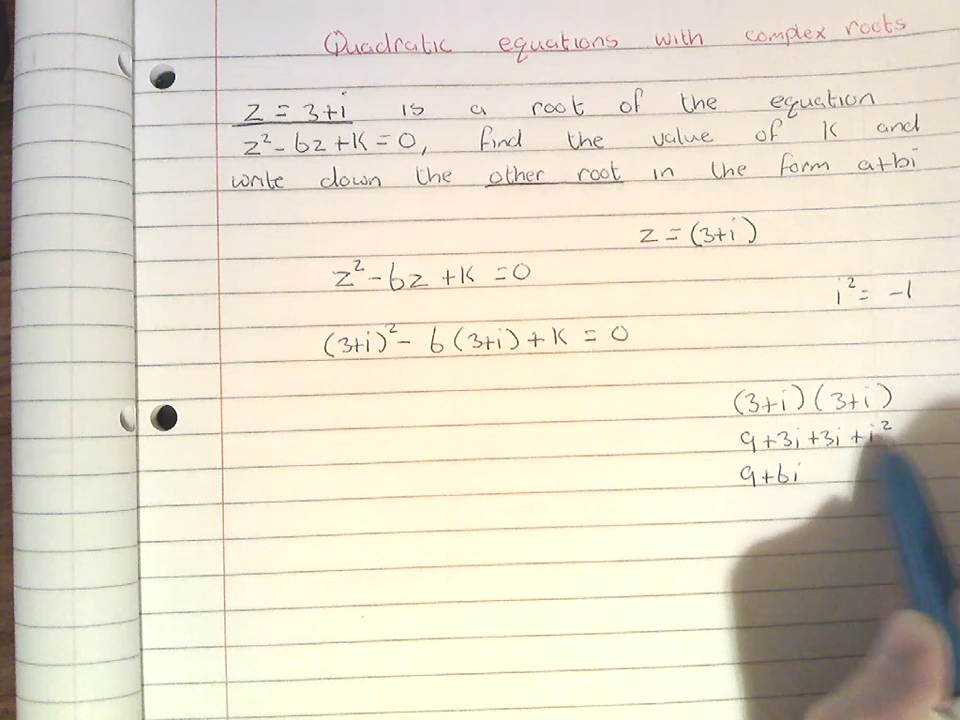 Quadratic equations with complex roots
z = 3+i is a root of the equation
z² - 6z + K = 0, find the value of K and
write down the other root in the form a+bi
z = (3+i)
z² - 6z + K = 0
i² = -1
(3+i)² - 6(3+i) + K = 0
(3+i)(3+i)
9+3i+3i+i²
9+6i